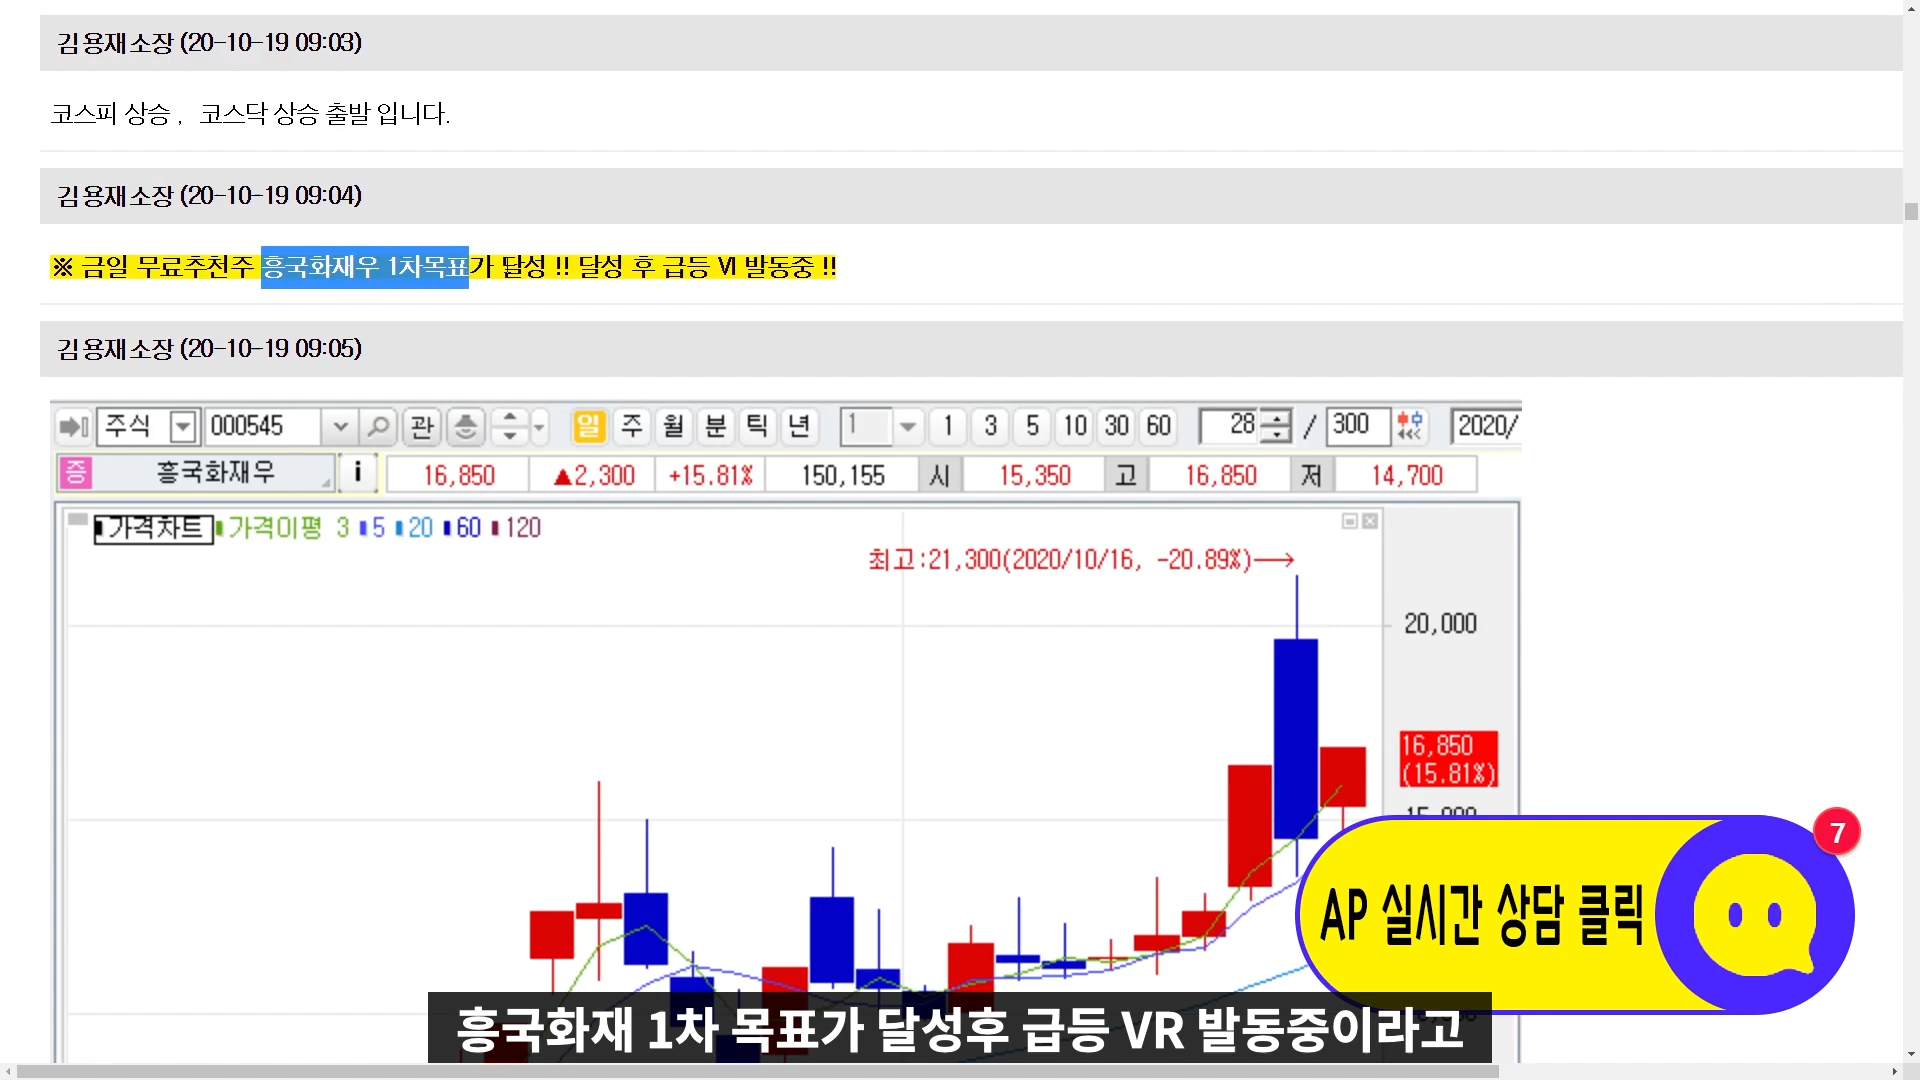 김용재소장 (20-10-19 09:03)
코스피 상승 , 코스닥 상승 출발 입니다.
김용재소장 (20-10-19 09:04)
※ 금일 무료추천주 흥국화재우 1차목표가 달성 !! 달성 후 급등 VI 발동중 !!
김용재소장 (20-10-19 09:05)
주식 000545 관 일 주 월 분 틱 년 1 1 3 5 10 30 60 28 / 300 2020/
증 흥국화재우 i 16,850 ▲2,300 +15.81% 150,155 시 15,350 고 16,850 저 14,700
가격차트 가격이평 3 5 20 60 120
최고:21,300(2020/10/16, -20.89%)→
20,000
16,850
(15.81%)
7
AP 실시간 상담 클릭
흥국화재 1차 목표가 달성후 급등 VR 발동중이라고